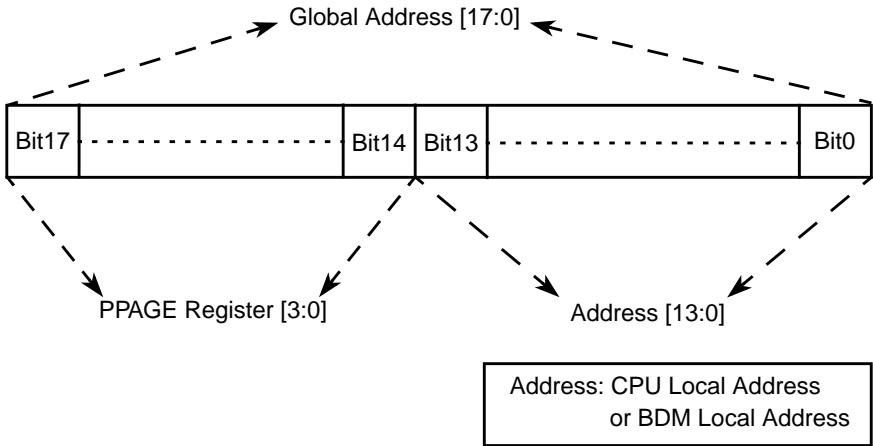 Global Address [17:0]
Bit17
Bit14
Bit13
Bit0
PPAGE Register [3:0]
Address [13:0]
Address: CPU Local Address
or BDM Local Address